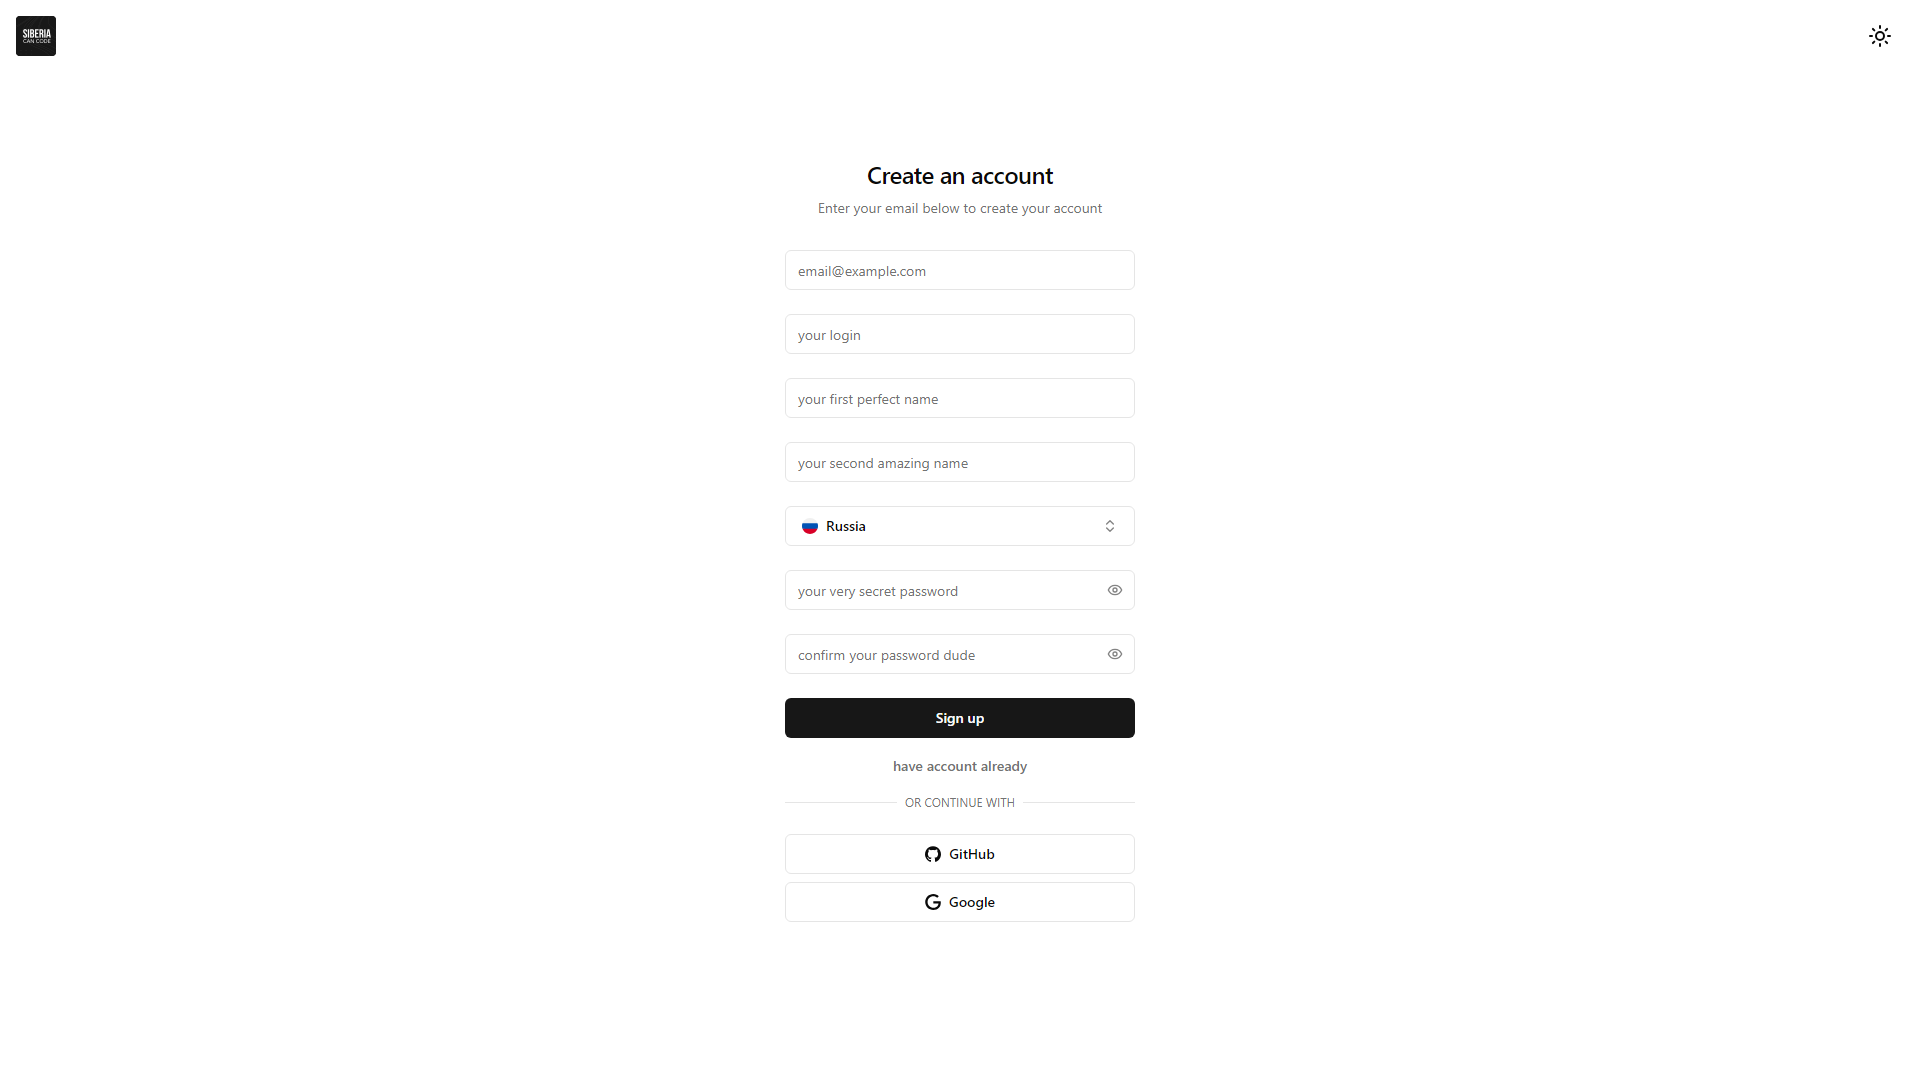 SIBERIA
CAN CODE
Create an account
Enter your email below to create your account
email@example.com
your login
your first perfect name
your second amazing name
Russia
your very secret password
confirm your password dude
Sign up
have account already
OR CONTINUE WITH
GitHub
Google